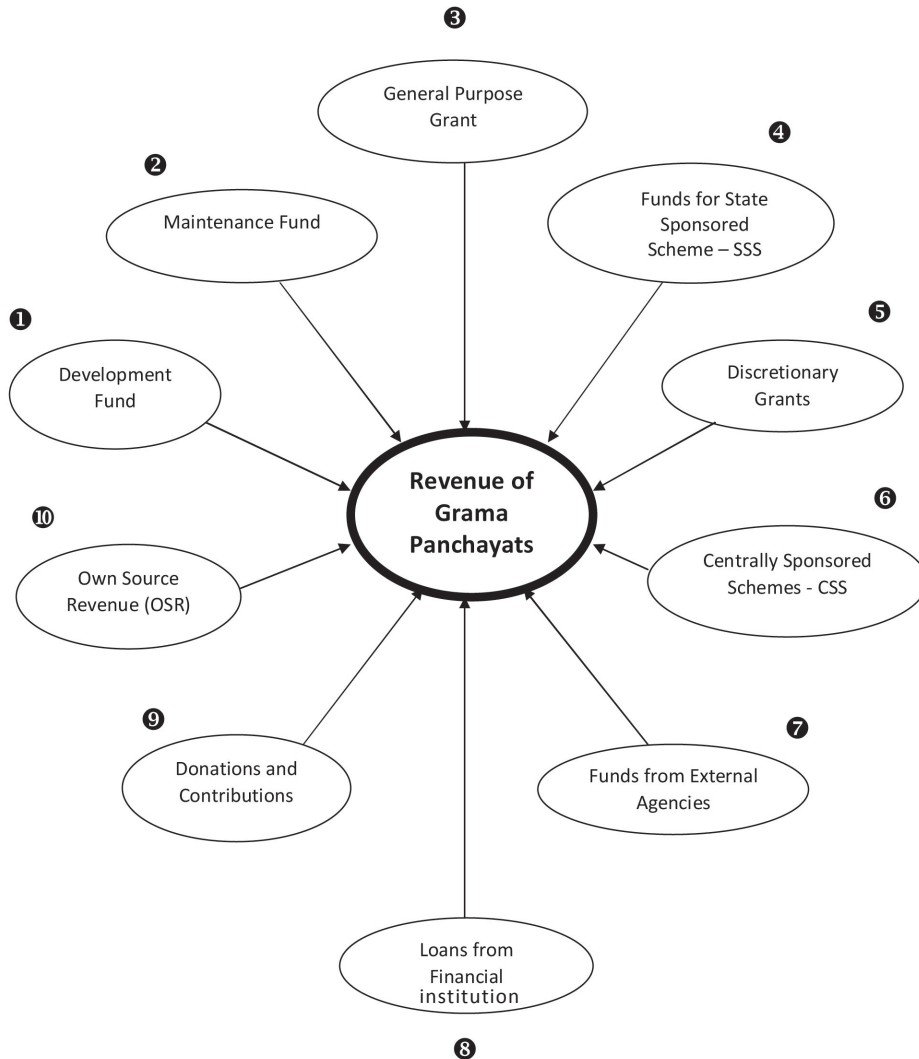 ❸
General Purpose
Grant
❹
Funds for State
Sponsored
Scheme – SSS
❷
Maintenance Fund
❶
Development
Fund
❺
Discretionary
Grants
Revenue of
Grama
Panchayats
❻
Centrally Sponsored
Schemes - CSS
❿
Own Source
Revenue (OSR)
❾
Donations and
Contributions
❼
Funds from External
Agencies
Loans from
Financial
institution
❽